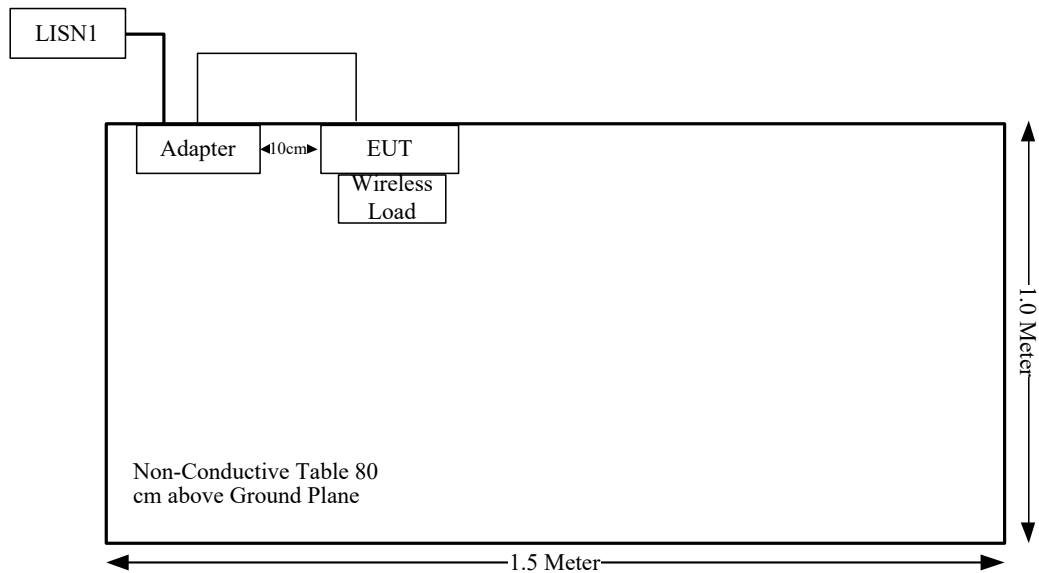 LISN1
Adapter
10cm
EUT
Wireless
Load
1.0 Meter
Non-Conductive Table 80
cm above Ground Plane
1.5 Meter